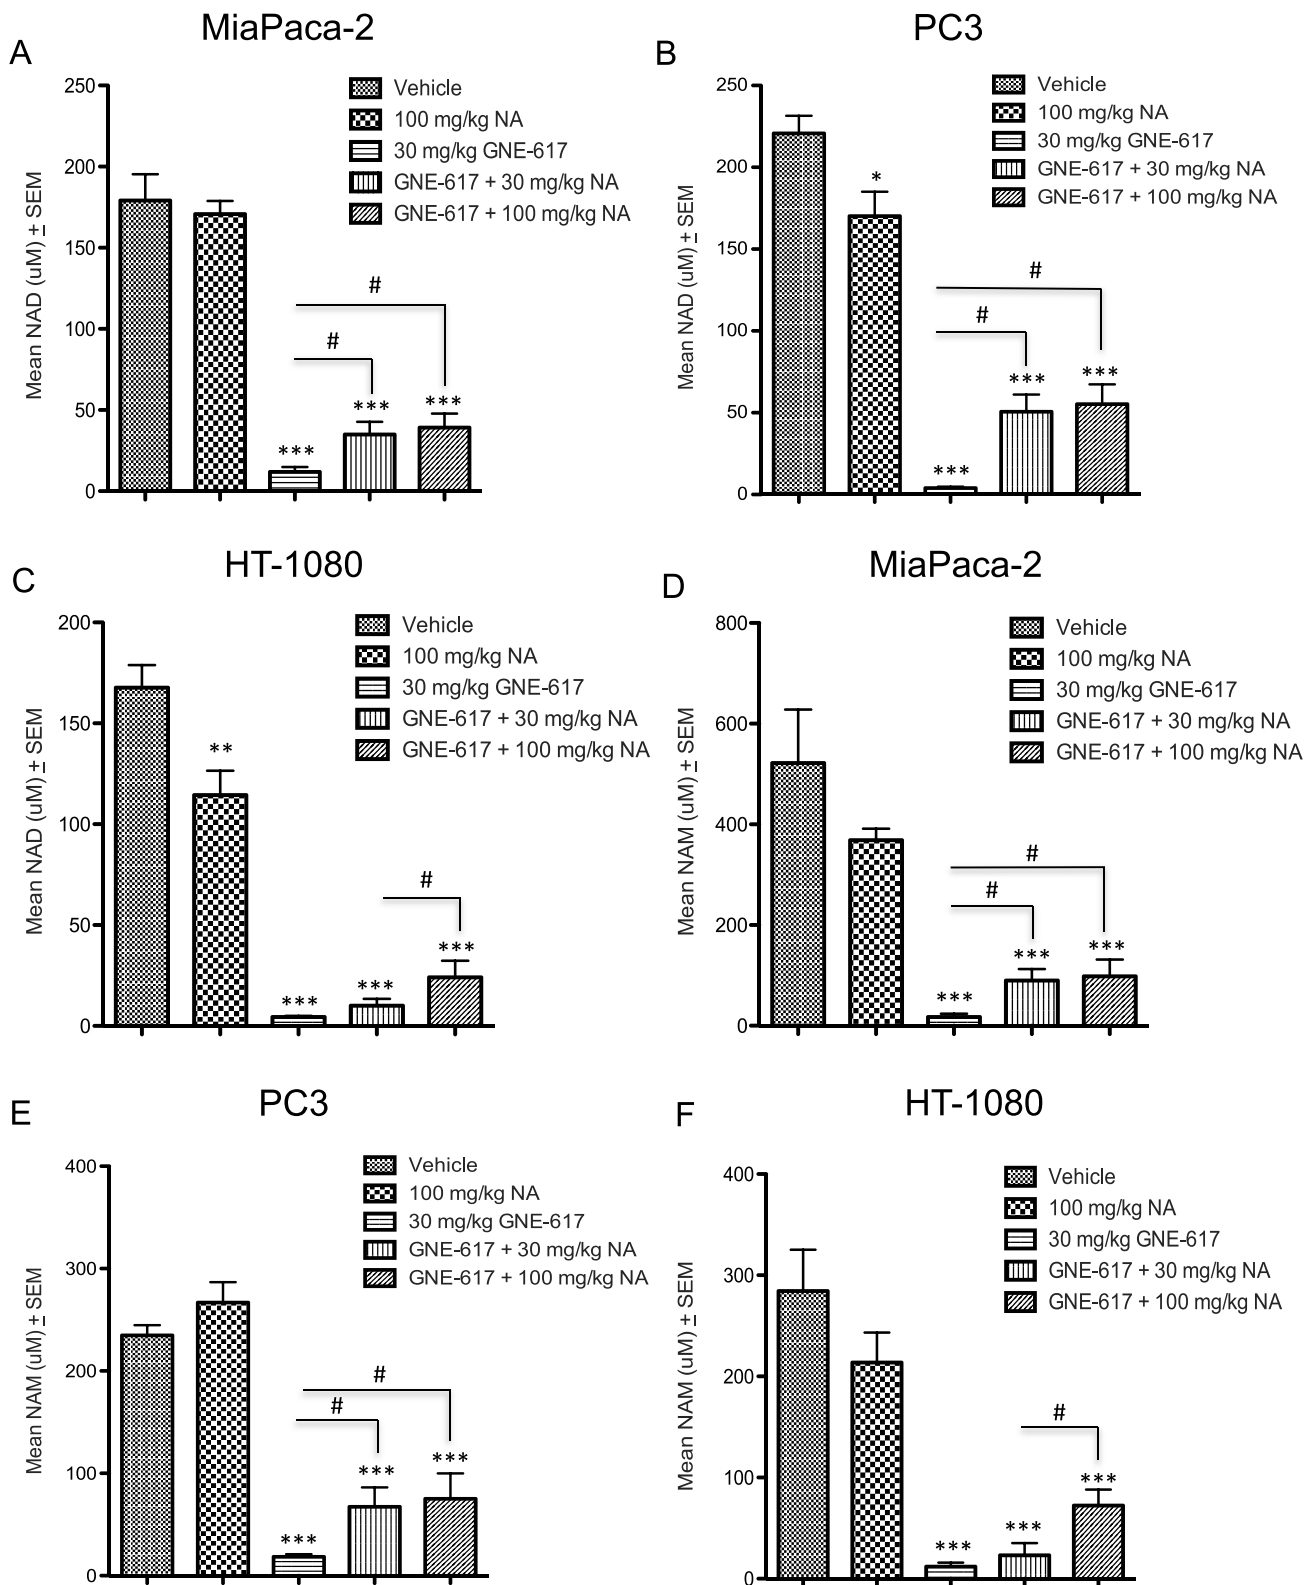 A
MiaPaca-2
Mean NAD (uM) ± SEM
250
200
150
100
50
0
Vehicle
100 mg/kg NA
30 mg/kg GNE-617
GNE-617 + 30 mg/kg NA
GNE-617 + 100 mg/kg NA
#
#
***
***
***
B
PC3
Mean NAD (uM) ± SEM
250
200
150
100
50
0
Vehicle
100 mg/kg NA
30 mg/kg GNE-617
GNE-617 + 30 mg/kg NA
GNE-617 + 100 mg/kg NA
*
#
#
***
***
***
C
HT-1080
Mean NAD (uM) ± SEM
200
150
100
50
0
Vehicle
100 mg/kg NA
30 mg/kg GNE-617
GNE-617 + 30 mg/kg NA
GNE-617 + 100 mg/kg NA
**
#
***
***
***
D
MiaPaca-2
Mean NAM (uM) ± SEM
800
600
400
200
0
Vehicle
100 mg/kg NA
30 mg/kg GNE-617
GNE-617 + 30 mg/kg NA
GNE-617 + 100 mg/kg NA
#
#
***
***
***
E
PC3
Mean NAM (uM) ± SEM
400
300
200
100
0
Vehicle
100 mg/kg NA
30 mg/kg GNE-617
GNE-617 + 30 mg/kg NA
GNE-617 + 100 mg/kg NA
#
#
***
***
***
F
HT-1080
Mean NAM (uM) ± SEM
400
300
200
100
0
Vehicle
100 mg/kg NA
30 mg/kg GNE-617
GNE-617 + 30 mg/kg NA
GNE-617 + 100 mg/kg NA
#
***
***
***